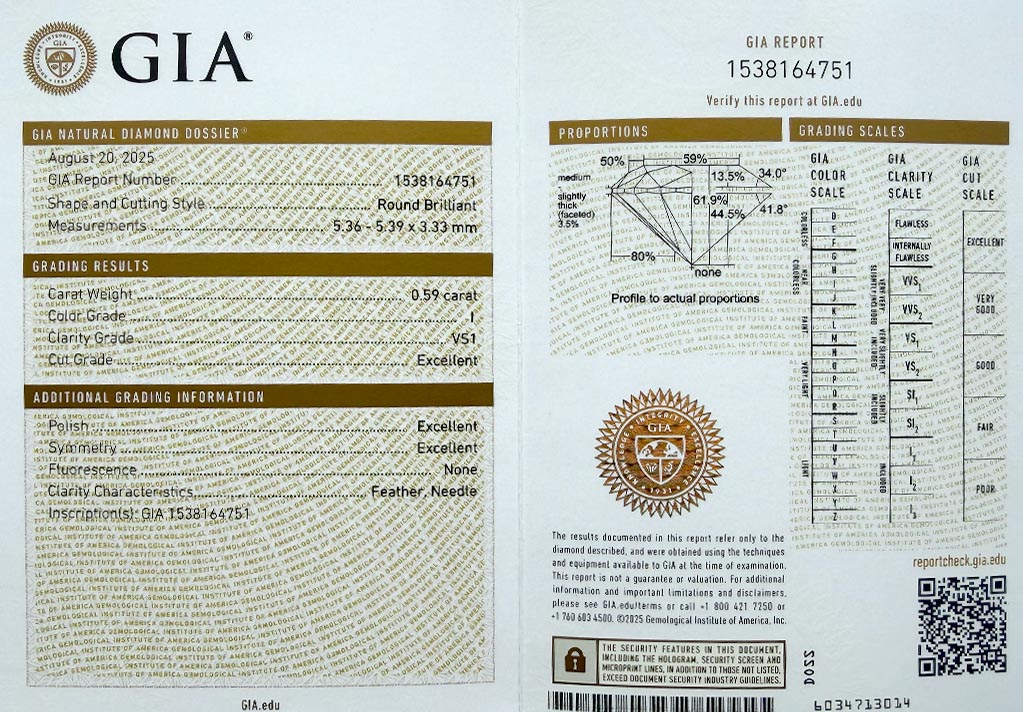 GIA®
GIA NATURAL DIAMOND DOSSIER®
August 20, 2025
GIA Report Number 1538164751
Shape and Cutting Style Round Brilliant
Measurements 5.36 - 5.39 x 3.33 mm
GRADING RESULTS
Carat Weight 0.59 carat
Color Grade I
Clarity Grade VS1
Cut Grade Excellent
ADDITIONAL GRADING INFORMATION
Polish Excellent
Symmetry Excellent
Fluorescence None
Clarity Characteristics Feather, Needle
Inscription(s): GIA 1538164751
GIA.edu
GIA REPORT
1538164751
Verify this report at GIA.edu
PROPORTIONS
50% 59%
medium
13.5% 34.0°
slightly
thick
(faceted)
3.5%
61.9%
44.5% 41.8°
80%
none
Profile to actual proportions
GIA
The results documented in this report refer only to the
diamond described, and were obtained using the techniques
and equipment available to GIA at the time of examination.
This report is not a guarantee or valuation. For additional
information and important limitations and disclaimers,
please see GIA.edu/terms or call +1 800 421 7250 or
+1 760 603 4500. ©2025 Gemological Institute of America, Inc.
THE SECURITY FEATURES IN THIS DOCUMENT,
INCLUDING THE HOLOGRAM, SECURITY SCREEN AND
MICROPRINT LINES, IN ADDITION TO THOSE NOT LISTED,
EXCEED DOCUMENT SECURITY INDUSTRY GUIDELINES.
GRADING SCALES
GIA
COLOR
SCALE
COLORLESS
D
E
F
NEAR
COLORLESS
G
H
I
J
FAINT
K
L
M
VERY LIGHT
N
O
P
Q
R
LIGHT
S
T
U
V
W
X
Y
Z
GIA
CLARITY
SCALE
FLAWLESS
INTERNALLY
FLAWLESS
VERY VERY
SLIGHTLY INCLUDED
VVS1
VVS2
VERY SLIGHTLY
INCLUDED
VS1
VS2
SLIGHTLY
INCLUDED
SI1
SI2
INCLUDED
I1
I2
I3
GIA
CUT
SCALE
EXCELLENT
VERY
GOOD
GOOD
FAIR
POOR
reportcheck.gia.edu
6034713014